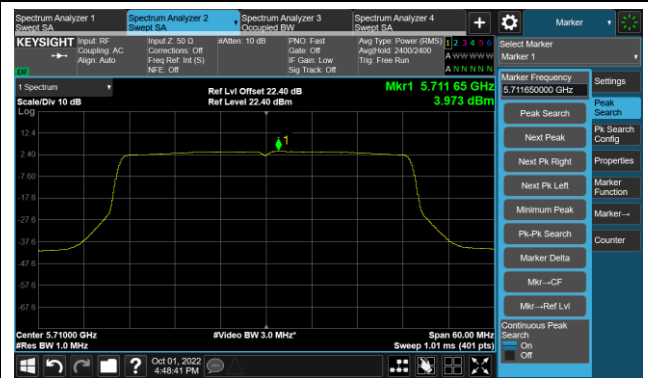 Spectrum Analyzer 1
Swept SA
Spectrum Analyzer 2
Swept SA
Spectrum Analyzer 3
Occupied BW
Spectrum Analyzer 4
Swept SA
+
Marker
KEYSIGHT
Input: RF
Coupling: AC
Align: Auto
Input Z: 50 Ω
Corrections: Off
Freq Ref: Int (S)
NFE: Off
#Atten: 10 dB
PNO: Fast
Gate: Off
IF Gain: Low
Sig Track: Off
Avg Type: Power (RMS)
Avg|Hold: 2400/2400
Trig: Free Run
1 2 3 4 5 6
A W W W W W
A N N N N N
LXI
Select Marker
Marker 1
1 Spectrum
Scale/Div 10 dB
Log
Ref Lvl Offset 22.40 dB
Ref Level 22.40 dBm
Mkr1 5.711 65 GHz
3.973 dBm
12.4
2.40
-7.60
-17.6
-27.6
-37.6
-47.6
-57.6
-67.6
1
Center 5.71000 GHz
#Res BW 1.0 MHz
#Video BW 3.0 MHz*
Span 60.00 MHz
Sweep 1.01 ms (401 pts)
Marker Frequency
5.711650000 GHz
Peak Search
Next Peak
Next Pk Right
Next Pk Left
Minimum Peak
Pk-Pk Search
Marker Delta
Mkr→CF
Mkr→Ref Lvl
Continuous Peak
Search
On
Off
Settings
Peak
Search
Pk Search
Config
Properties
Marker
Function
Marker→
Counter
?
Oct 01, 2022
4:48:41 PM